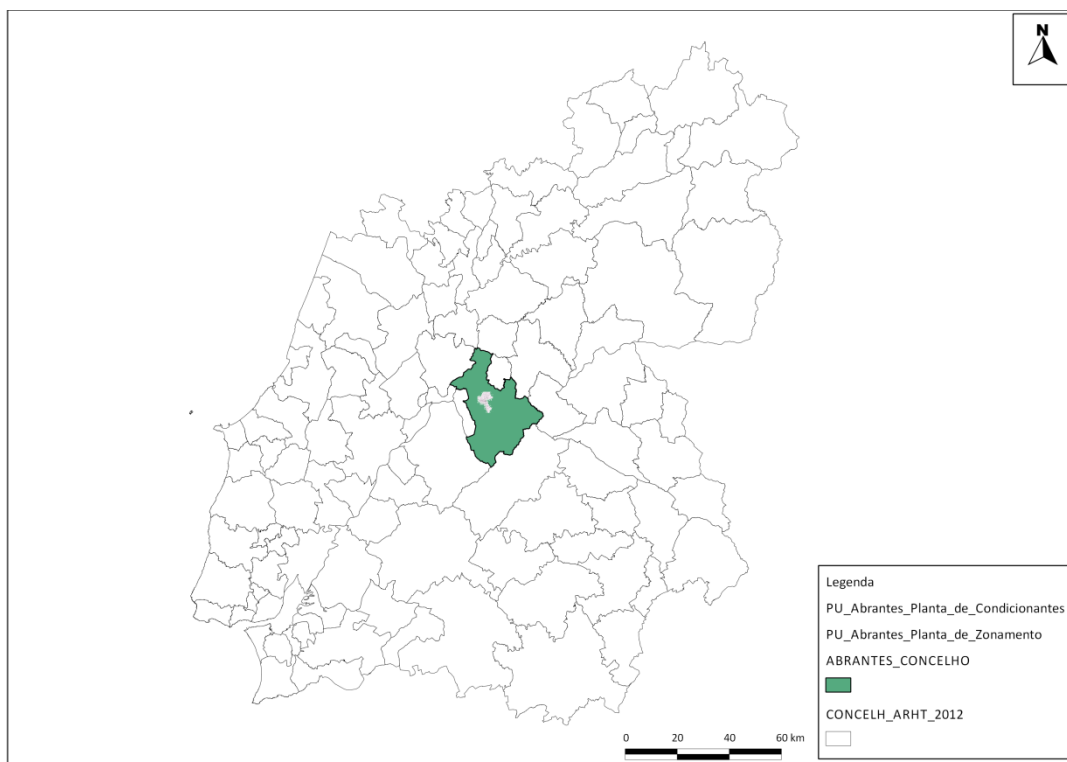 N
Legenda
PU_Abrantes_Planta_de_Condicionantes
PU_Abrantes_Planta_de_Zonamento
ABRANTES_CONCELHO
CONCELH_ARHT_2012
0 20 40 60 km